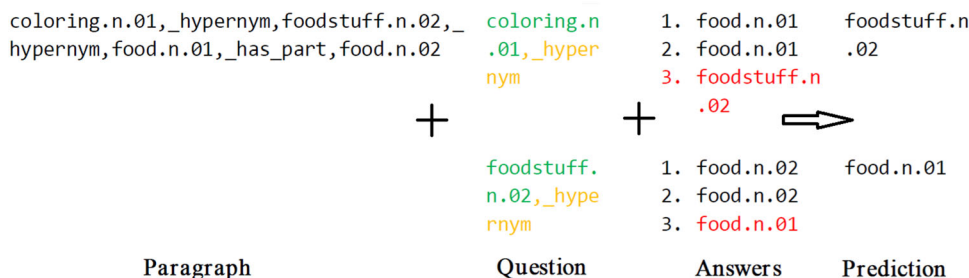 coloring.n.01,_hypernym,foodstuff.n.02,_
hypernym,food.n.01,_has_part,food.n.02
+
coloring.n
.01,_hyper
nym
+
1. food.n.01
2. food.n.01
3. foodstuff.n
.02
foodstuff.n
.02
foodstuff.
n.02,_hype
rnym
1. food.n.02
2. food.n.02
3. food.n.01
food.n.01
Paragraph
Question
Answers
Prediction